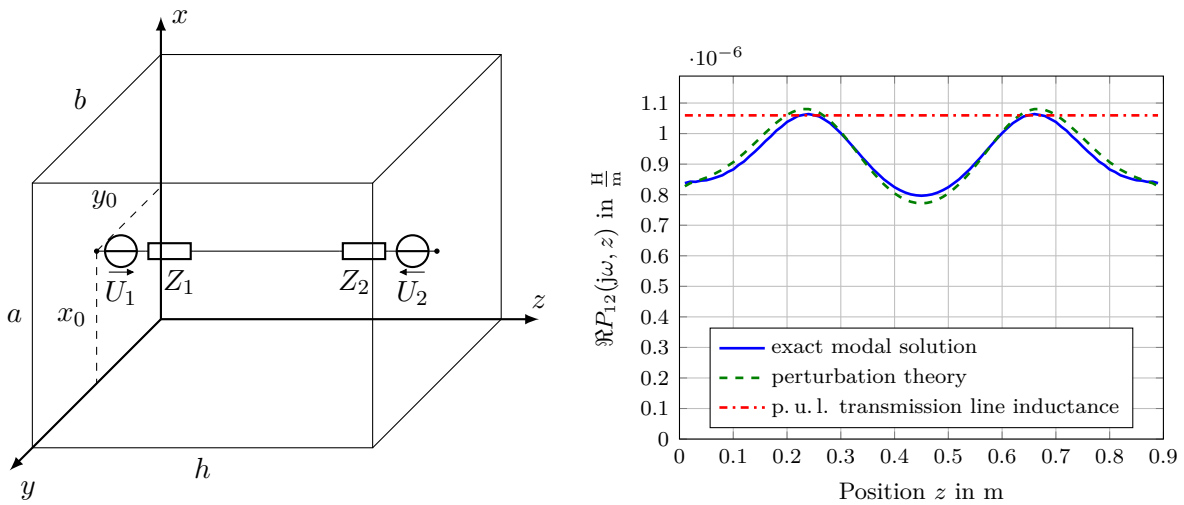 x
b
y₀
U₁
Z₁
Z₂
U₂
z
a
x₀
h
y
·10⁻⁶
1.1
1
0.9
0.8
0.7
0.6
0.5
0.4
0.3
0.2
0.1
0
ℜP₁₂(jω, z) in H/m
exact modal solution
perturbation theory
p. u. l. transmission line inductance
0 0.1 0.2 0.3 0.4 0.5 0.6 0.7 0.8 0.9
Position z in m